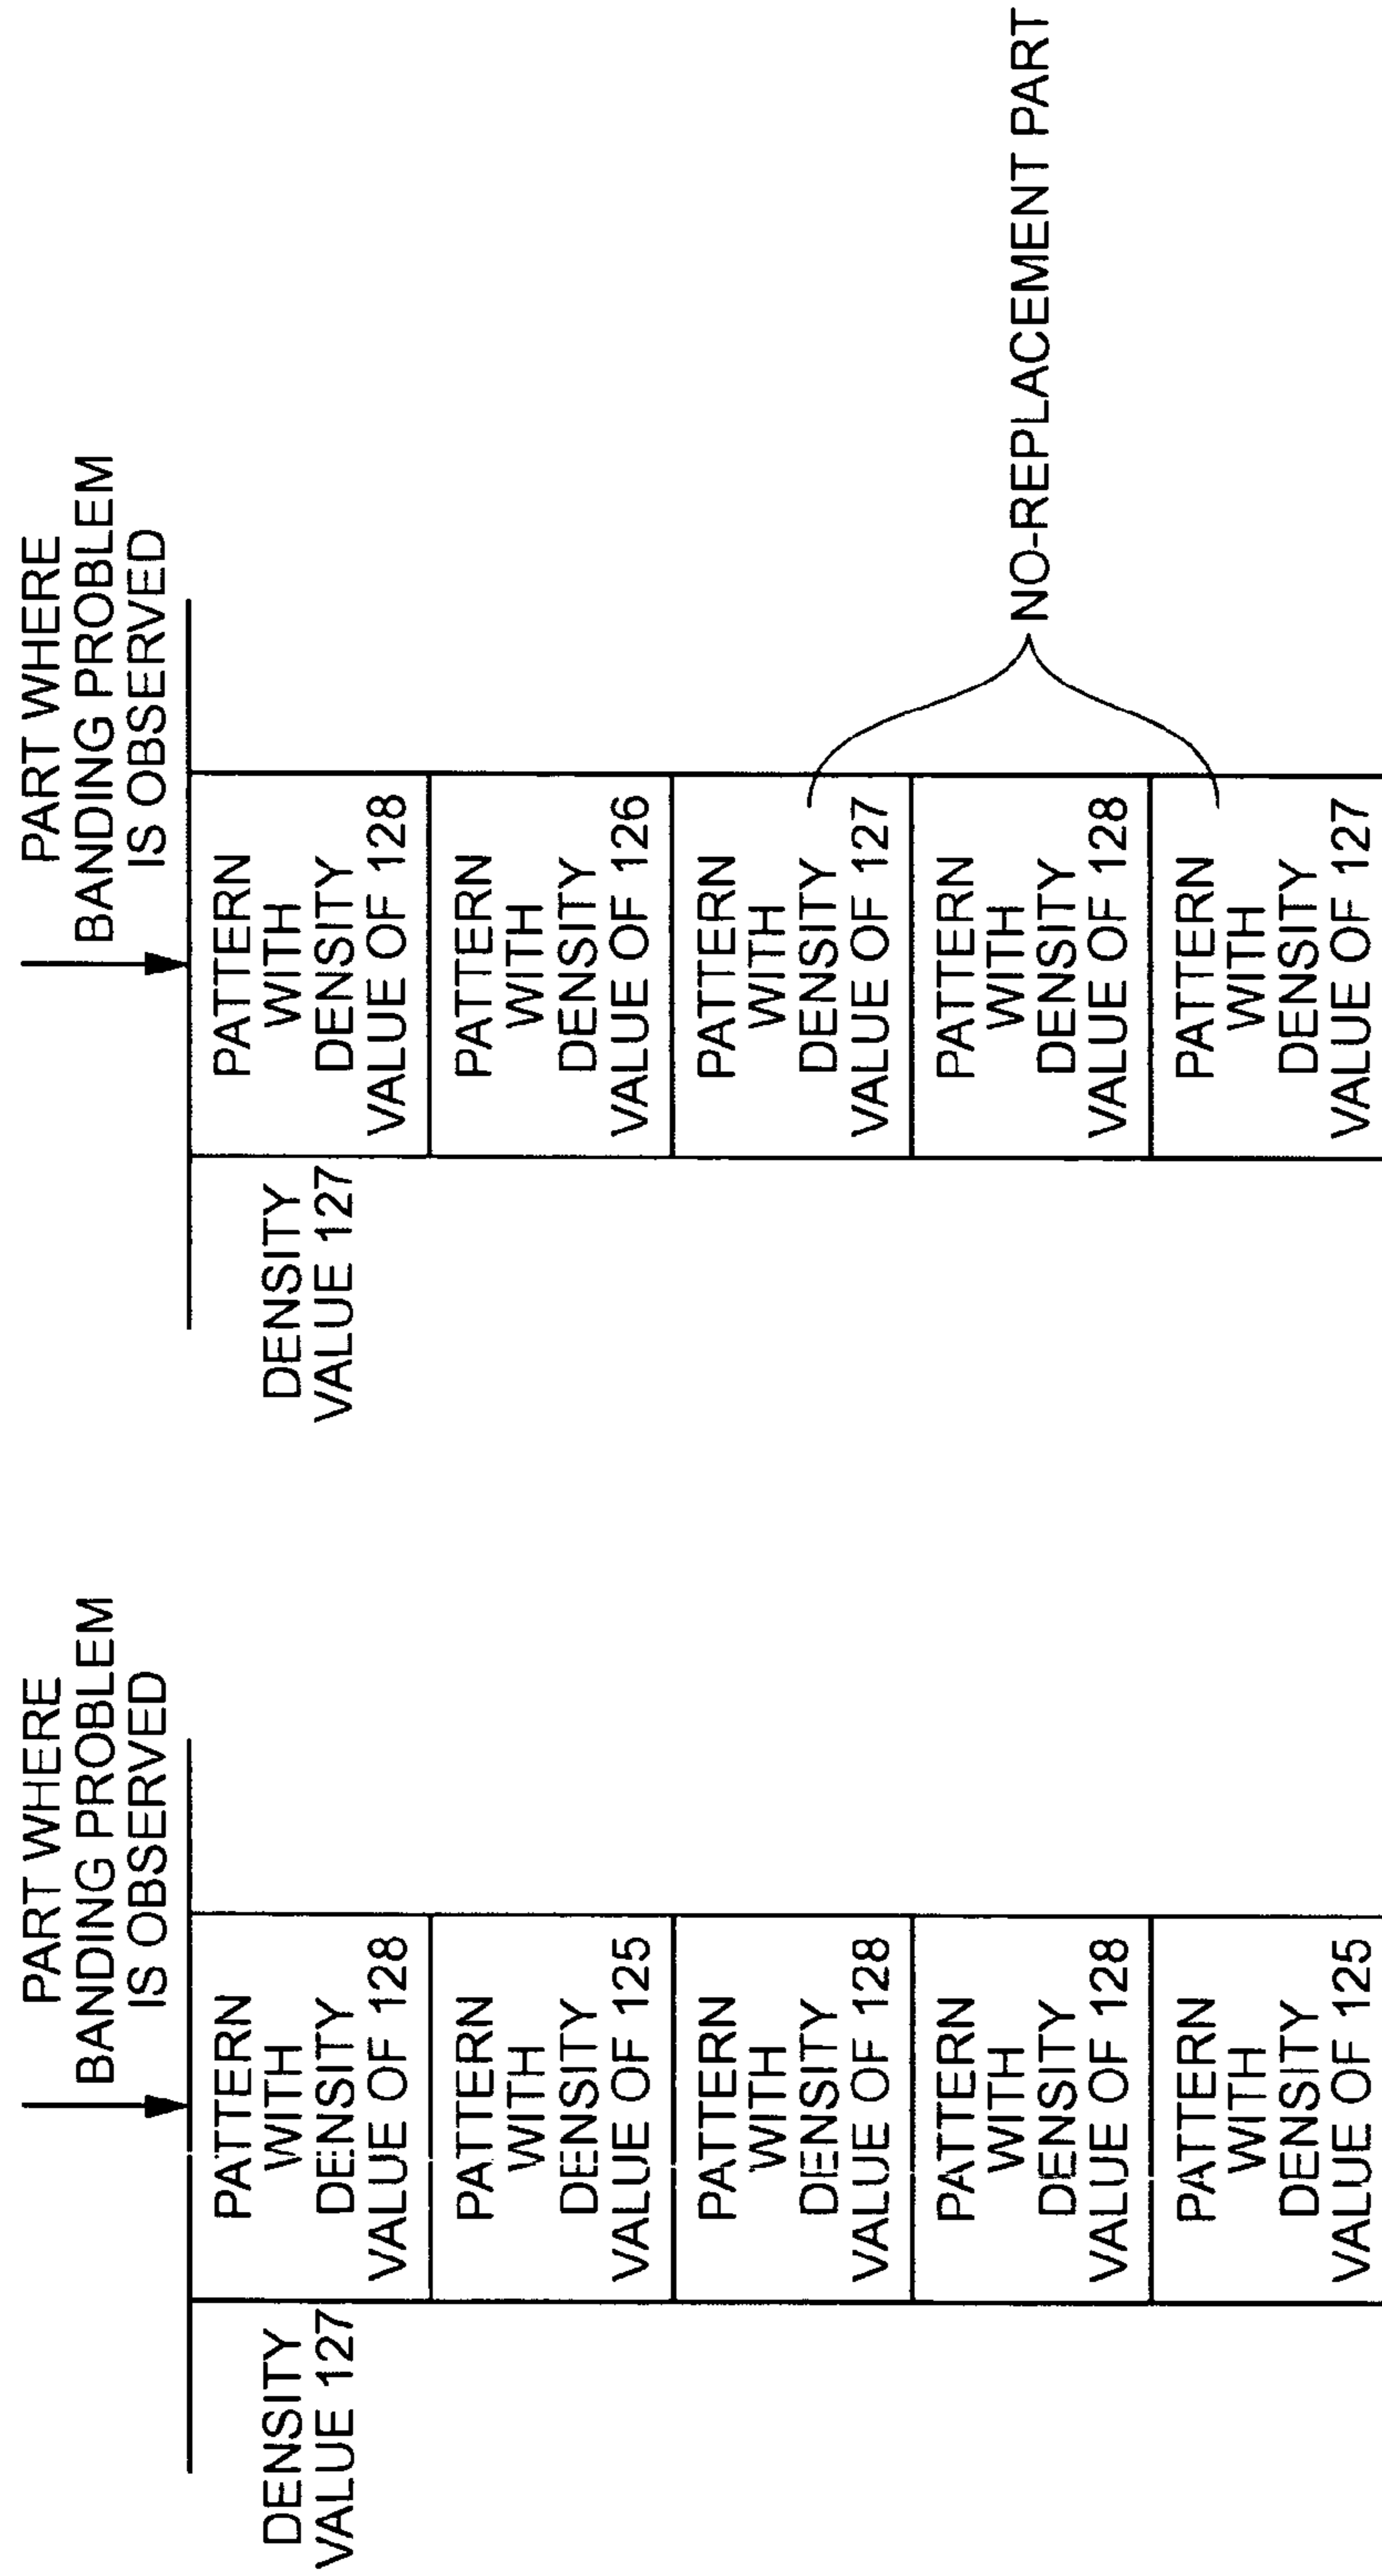 PART WHERE
BANDING PROBLEM
IS OBSERVED
DENSITY
VALUE 127
PATTERN
WITH
DENSITY
VALUE OF 128
PATTERN
WITH
DENSITY
VALUE OF 125
PATTERN
WITH
DENSITY
VALUE OF 128
PATTERN
WITH
DENSITY
VALUE OF 128
PATTERN
WITH
DENSITY
VALUE OF 125
PART WHERE
BANDING PROBLEM
IS OBSERVED
DENSITY
VALUE 127
PATTERN
WITH
DENSITY
VALUE OF 128
PATTERN
WITH
DENSITY
VALUE OF 126
PATTERN
WITH
DENSITY
VALUE OF 127
PATTERN
WITH
DENSITY
VALUE OF 128
PATTERN
WITH
DENSITY
VALUE OF 127
NO-REPLACEMENT PART